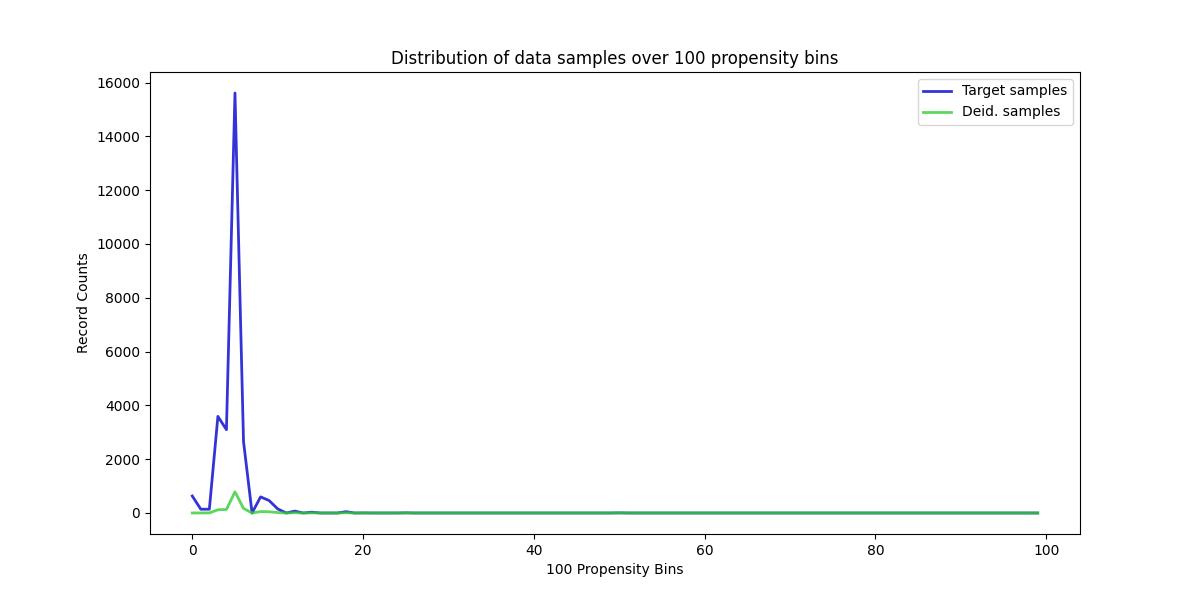 Distribution of data samples over 100 propensity bins
Target samples
Deid. samples
16000
14000
12000
10000
8000
6000
4000
2000
0
Record Counts
0 20 40 60 80 100
100 Propensity Bins